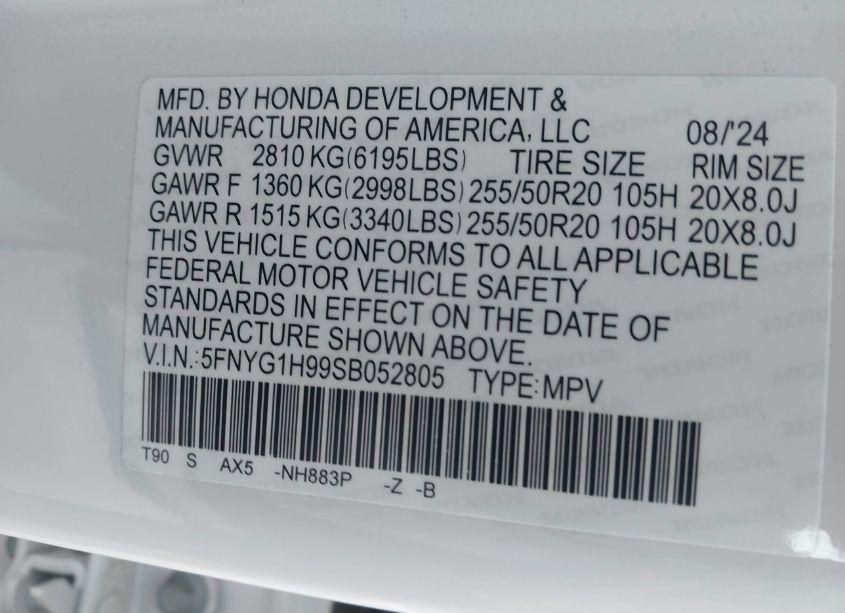 MFD. BY HONDA DEVELOPMENT &
MANUFACTURING OF AMERICA, LLC 08/'24
GVWR 2810 KG(6195LBS) TIRE SIZE RIM SIZE
GAWR F 1360 KG(2998LBS) 255/50R20 105H 20X8.0J
GAWR R 1515 KG(3340LBS) 255/50R20 105H 20X8.0J
THIS VEHICLE CONFORMS TO ALL APPLICABLE
FEDERAL MOTOR VEHICLE SAFETY
STANDARDS IN EFFECT ON THE DATE OF
MANUFACTURE SHOWN ABOVE.
V.I.N.:5FNYG1H99SB052805 TYPE:MPV
T90 S AX5 -NH883P -Z -B